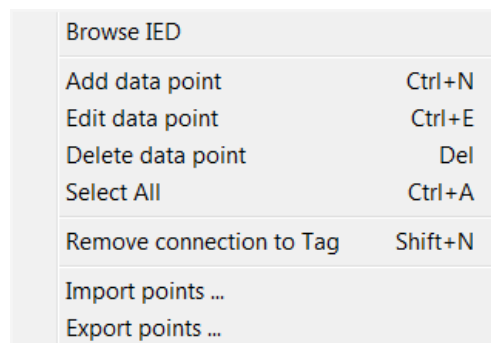 Browse IED
Add data point Ctrl+N
Edit data point Ctrl+E
Delete data point Del
Select All Ctrl+A
Remove connection to Tag Shift+N
Import points ...
Export points ...